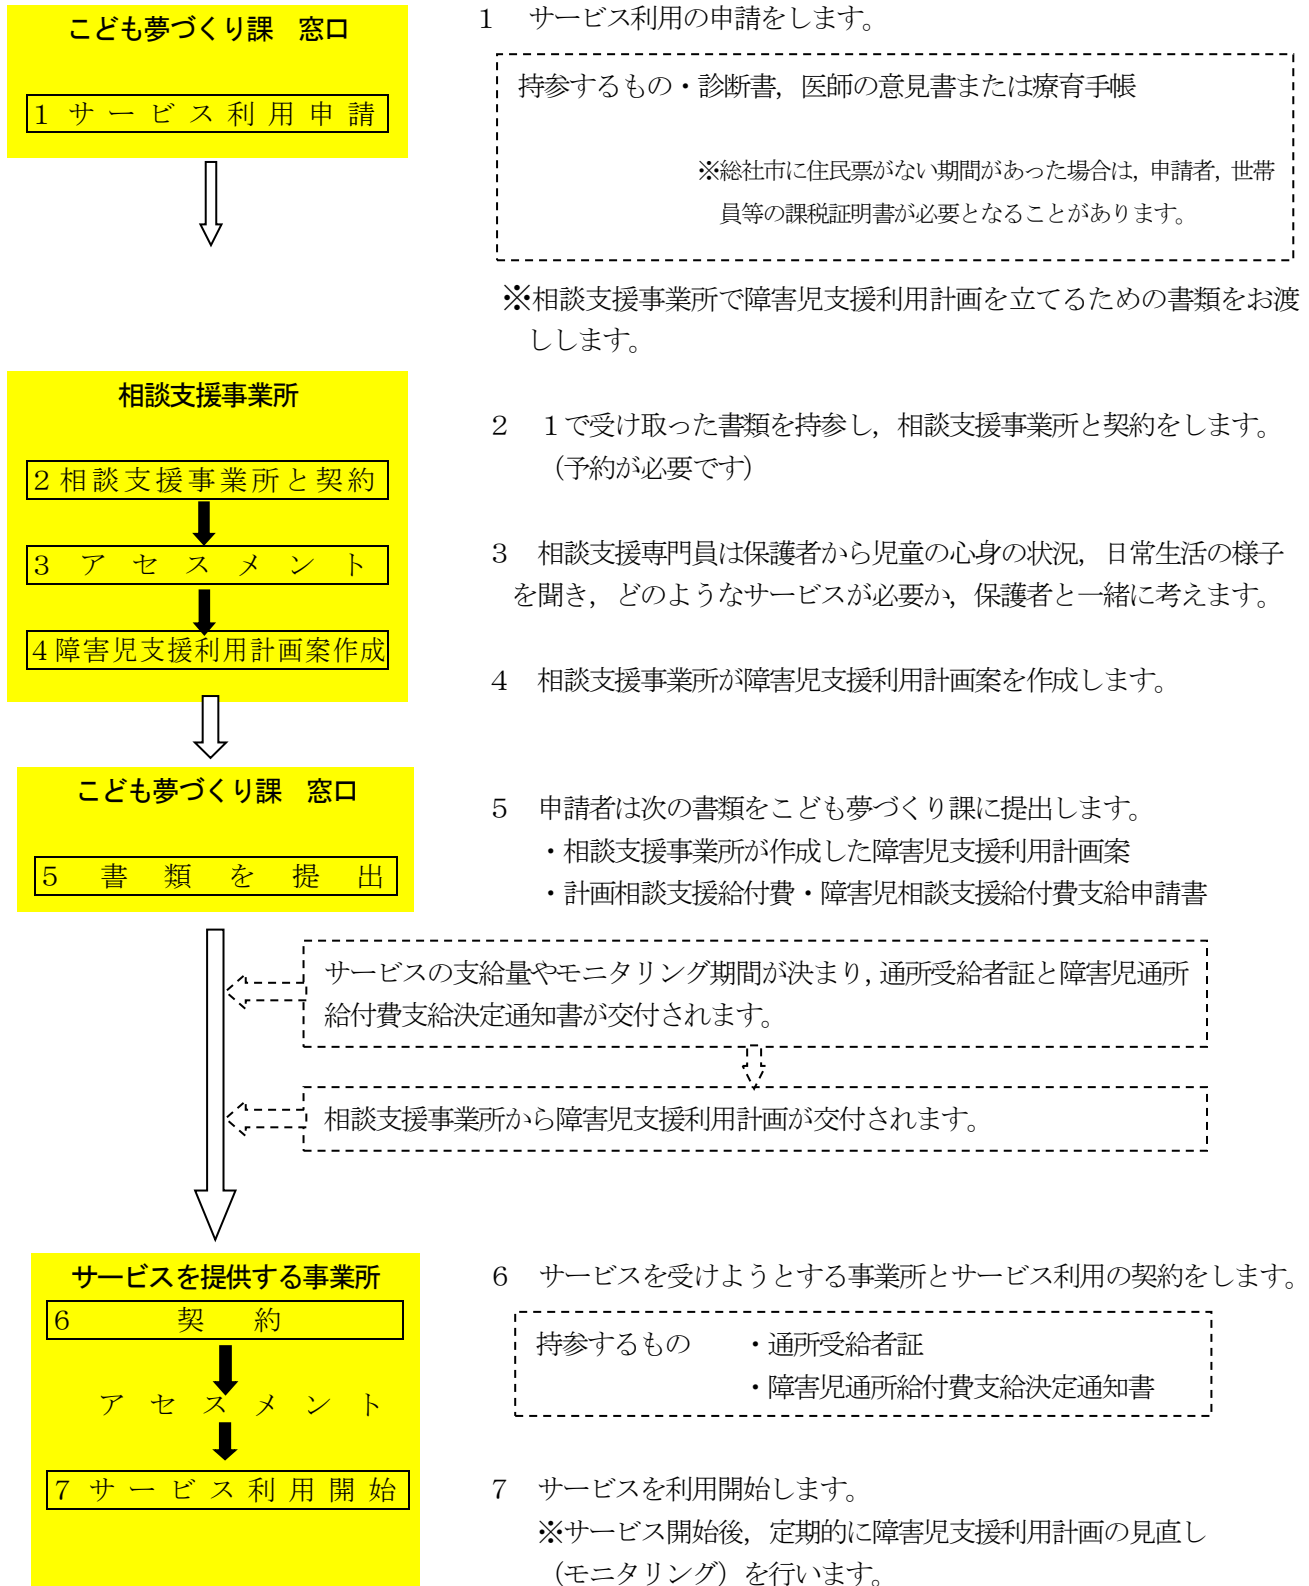 こども夢づくり課　窓口
1 サービス利用申請
1　サービス利用の申請をします。
持参するもの・診断書，医師の意見書または療育手帳
※総社市に住民票がない期間があった場合は，申請者，世帯
員等の課税証明書が必要となることがあります。
※相談支援事業所で障害児支援利用計画を立てるための書類をお渡
しします。
相談支援事業所
2 相談支援事業所と契約
3 アセスメント
4 障害児支援利用計画案作成
2　1で受け取った書類を持参し，相談支援事業所と契約をします。
（予約が必要です）
3　相談支援専門員は保護者から児童の心身の状況，日常生活の様子
を聞き，どのようなサービスが必要か，保護者と一緒に考えます。
4　相談支援事業所が障害児支援利用計画案を作成します。
こども夢づくり課　窓口
5 書類を提出
5　申請者は次の書類をこども夢づくり課に提出します。
・相談支援事業所が作成した障害児支援利用計画案
・計画相談支援給付費・障害児相談支援給付費支給申請書
サービスの支給量やモニタリング期間が決まり，通所受給者証と障害児通所
給付費支給決定通知書が交付されます。
相談支援事業所から障害児支援利用計画が交付されます。
サービスを提供する事業所
6 契約
アセスメント
7 サービス利用開始
6　サービスを受けようとする事業所とサービス利用の契約をします。
持参するもの　・通所受給者証
・障害児通所給付費支給決定通知書
7　サービスを利用開始します。
※サービス開始後，定期的に障害児支援利用計画の見直し
（モニタリング）を行います。